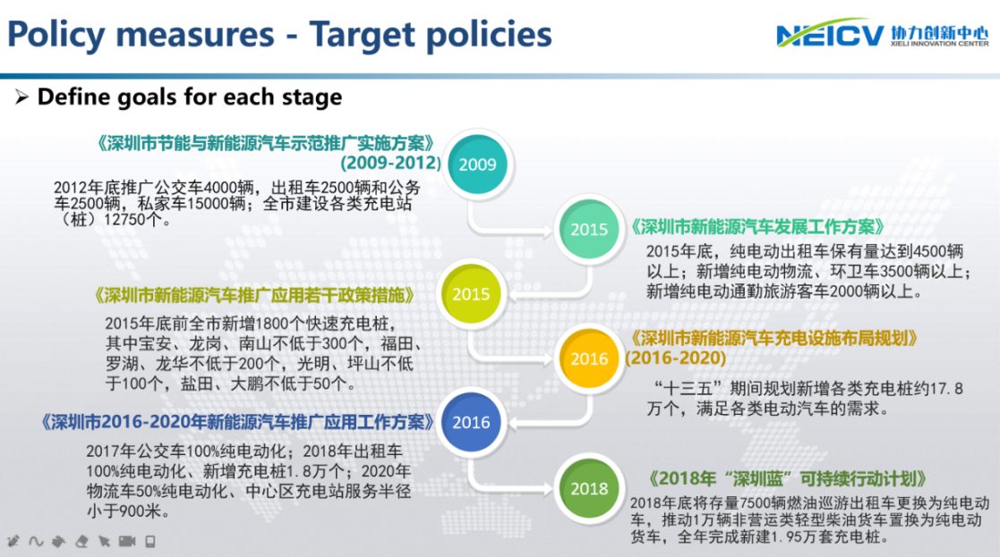 Policy measures - Target policies
NEICV 协力创新中心
XIELI INNOVATION CENTER
➢ Define goals for each stage
《深圳市节能与新能源汽车示范推广实施方案》
(2009-2012)
2009
2012年底推广公交车4000辆，出租车2500辆和公务
车2500辆，私家车15000辆；全市建设各类充电站
（桩）12750个。
2015
《深圳市新能源汽车发展工作方案》
2015年底，纯电动出租车保有量达到4500辆
以上；新增纯电动物流、环卫车3500辆以上；
新增纯电动通勤旅游客车2000辆以上。
《深圳市新能源汽车推广应用若干政策措施》
2015
2015年底前全市新增1800个快速充电桩，
其中宝安、龙岗、南山不低于300个，福田、
罗湖、龙华不低于200个，光明、坪山不低
于100个，盐田、大鹏不低于50个。
2016
《深圳市新能源汽车充电设施布局规划》
(2016-2020)
“十三五”期间规划新增各类充电桩约17.8
万个，满足各类电动汽车的需求。
《深圳市2016-2020年新能源汽车推广应用工作方案》
2016
2017年公交车100%纯电动化；2018年出租车
100%纯电动化、新增充电桩1.8万个；2020年
物流车50%纯电动化、中心区充电站服务半径
小于900米。
2018
《2018年“深圳蓝”可持续行动计划》
2018年底将存量7500辆燃油巡游出租车更换为纯电动
车，推动1万辆非营运类轻型柴油货车置换为纯电动
货车，全年完成新建1.95万套充电桩。